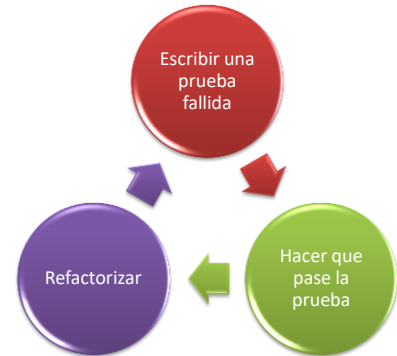 Escribir una
prueba
fallida
Hacer que
pase la
prueba
Refactorizar